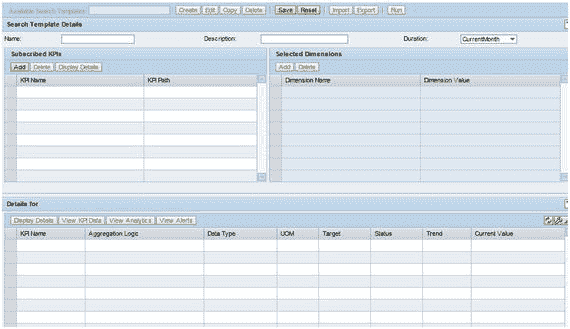 Available Search Templates: Create Edit Copy Delete Save Reset Import Export Run
Search Template Details
Name: Description: Duration: CurrentMonth
Subscribed KPIs Selected Dimensions
Add Delete Display Details Add Delete
KPI Name KPI Path Dimension Name Dimension Value
Details for
Display Details View KPI Data View Analytics View Alerts
KPI Name Aggregation Logic Data Type UOM Target Status Trend Current Value